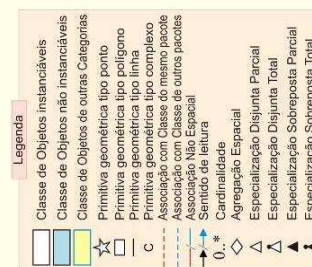 Legenda
Classe de Objetos instanciáveis
Classe de Objetos não instanciáveis
Classe de Objetos de outras Categorias
Primitiva geométrica tipo ponto
Primitiva geométrica tipo polígono
Primitiva geométrica tipo linha
C Primitiva geométrica tipo complexo
Associação com Classe do mesmo pacote
Associação com Classes de outros pacotes
Associação Não Espacial
Sentido de leitura
0..* Cardinalidade
Agregação Espacial
Especialização Disjunta Parcial
Especialização Disjunta Total
Especialização Sobreposta Parcial
Especialização Sobreposta Total